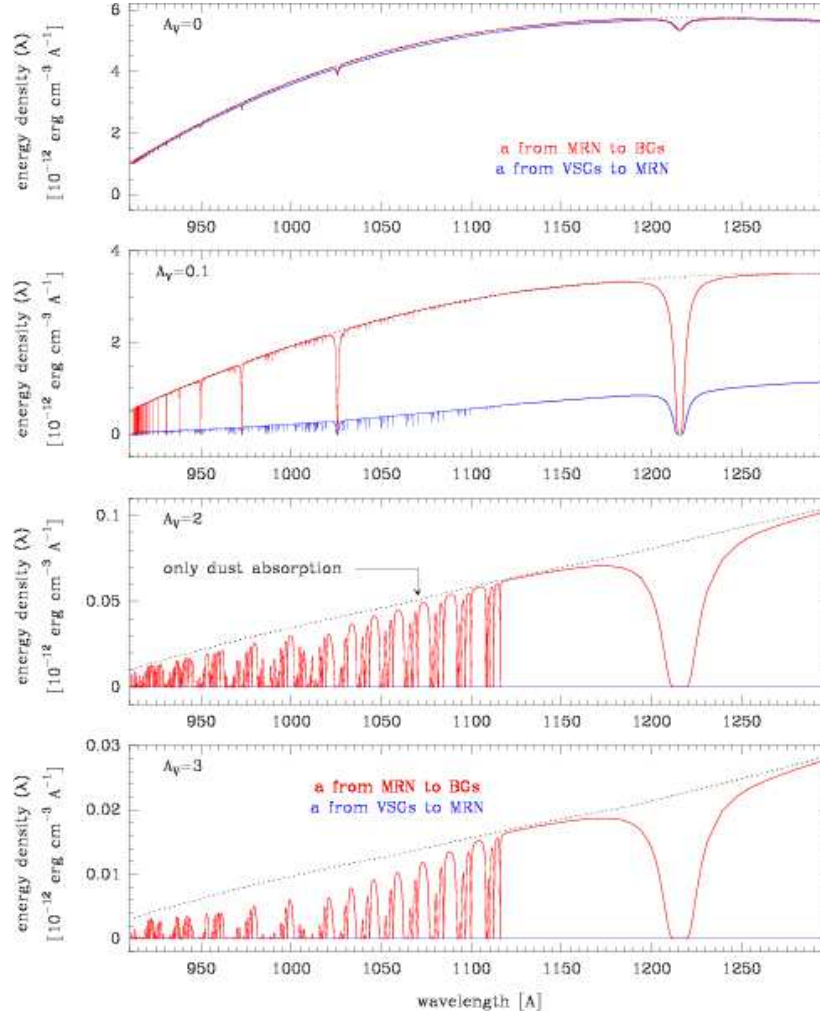 6
A_V=0
4
2
0
energy density (λ)
[10⁻¹² erg cm⁻³ A⁻¹]
a from MRN to BGs
a from VSGs to MRN
950 1000 1050 1100 1150 1200 1250
4
A_V=0.1
2
0
energy density (λ)
[10⁻¹² erg cm⁻³ A⁻¹]
950 1000 1050 1100 1150 1200 1250
0.1
A_V=2
only dust absorption
0.05
0
energy density (λ)
[10⁻¹² erg cm⁻³ A⁻¹]
950 1000 1050 1100 1150 1200 1250
0.03
A_V=3
a from MRN to BGs
a from VSGs to MRN
0.02
0.01
0
energy density (λ)
[10⁻¹² erg cm⁻³ A⁻¹]
950 1000 1050 1100 1150 1200 1250
wavelength [A]